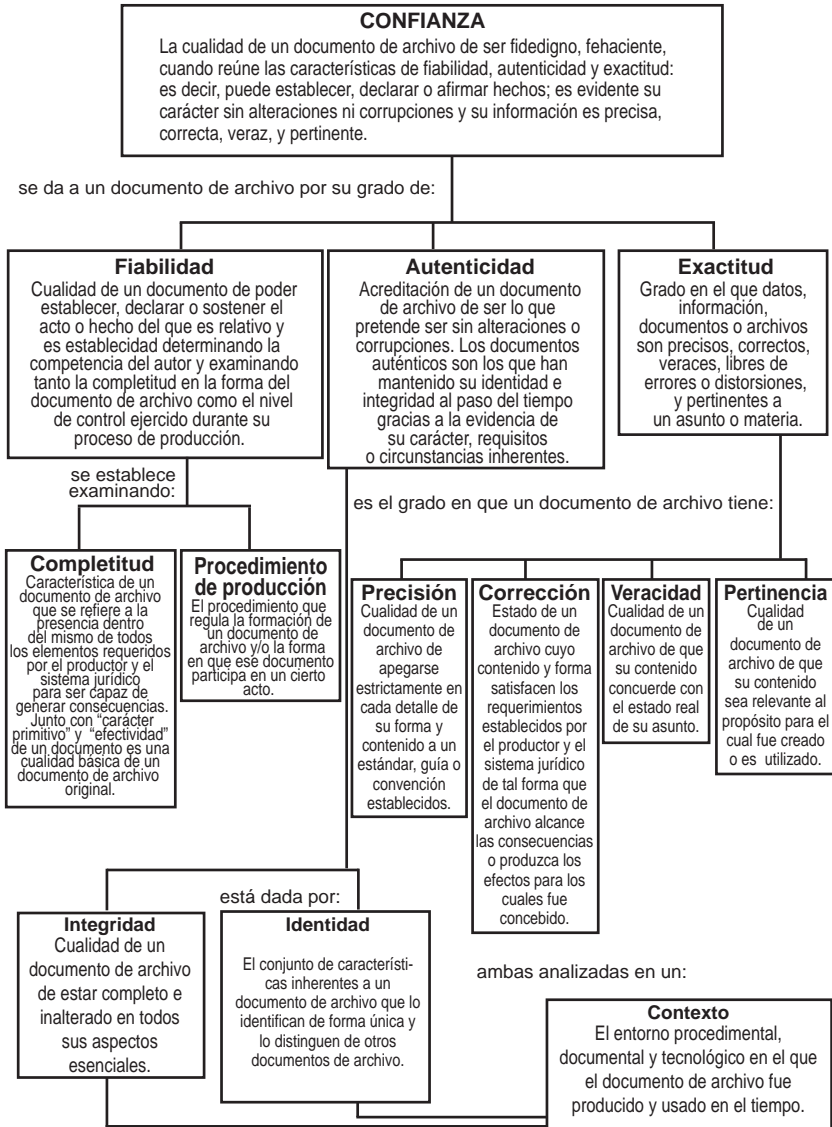 CONFIANZA
La cualidad de un documento de archivo de ser fidedigno, fehaciente,
cuando reúne las características de fiabilidad, autenticidad y exactitud:
es decir, puede establecer, declarar o afirmar hechos; es evidente su
carácter sin alteraciones ni corrupciones y su información es precisa,
correcta, veraz, y pertinente.
se da a un documento de archivo por su grado de:
Fiabilidad
Cualidad de un documento de poder
establecer, declarar o sostener el
acto o hecho del que es relativo y
es establecidad determinando la
competencia del autor y examinando
tanto la completitud en la forma del
documento de archivo como el nivel
de control ejercido durante su
proceso de producción.
Autenticidad
Acreditación de un documento
de archivo de ser lo que
pretende ser sin alteraciones o
corrupciones. Los documentos
auténticos son los que han
mantenido su identidad e
integridad al paso del tiempo
gracias a la evidencia de
su carácter, requisitos
o circunstancias inherentes.
Exactitud
Grado en el que datos,
información,
documentos o archivos
son precisos, correctos,
veraces, libres de
errores o distorsiones,
y pertinentes a
un asunto o materia.
se establece
examinando:
es el grado en que un documento de archivo tiene:
Completitud
Característica de un
documento de archivo
que se refiere a la
presencia dentro
del mismo de todos
los elementos requeridos
por el productor y el
sistema jurídico
para ser capaz de
generar consecuencias.
Junto con “carácter
primitivo” y “efectividad”
de un documento es una
cualidad básica de un
documento de archivo
original.
Procedimiento
de producción
El procedimiento que
regula la formación de
un documento de
archivo y/o la forma
en que ese documento
participa en un cierto
acto.
Precisión
Cualidad de un
documento de
archivo de
apegarse
estrictamente en
cada detalle de
su forma y
contenido a un
estándar, guía o
convención
establecidos.
Corrección
Estado de un
documento de
archivo cuyo
contenido y forma
satisfacen los
requerimientos
establecidos por
el productor y el
sistema jurídico
de tal forma que
el documento de
archivo alcance
las consecuencias
o produzca los
efectos para los
cuales fue
concebido.
Veracidad
Cualidad de un
documento de
archivo de que
su contenido
concuerde con
el estado real
de su asunto.
Pertinencia
Cualidad
de un
documento de
archivo de que
su contenido
sea relevante al
propósito para el
cual fue creado
o es utilizado.
está dada por:
Integridad
Cualidad de un
documento de archivo
de estar completo e
inalterado en todos
sus aspectos
esenciales.
Identidad
El conjunto de característi-
cas inherentes a un
documento de archivo que lo
identifican de forma única y
lo distinguen de otros
documentos de archivo.
ambas analizadas en un:
Contexto
El entorno procedimental,
documental y tecnológico en el que
el documento de archivo fue
producido y usado en el tiempo.